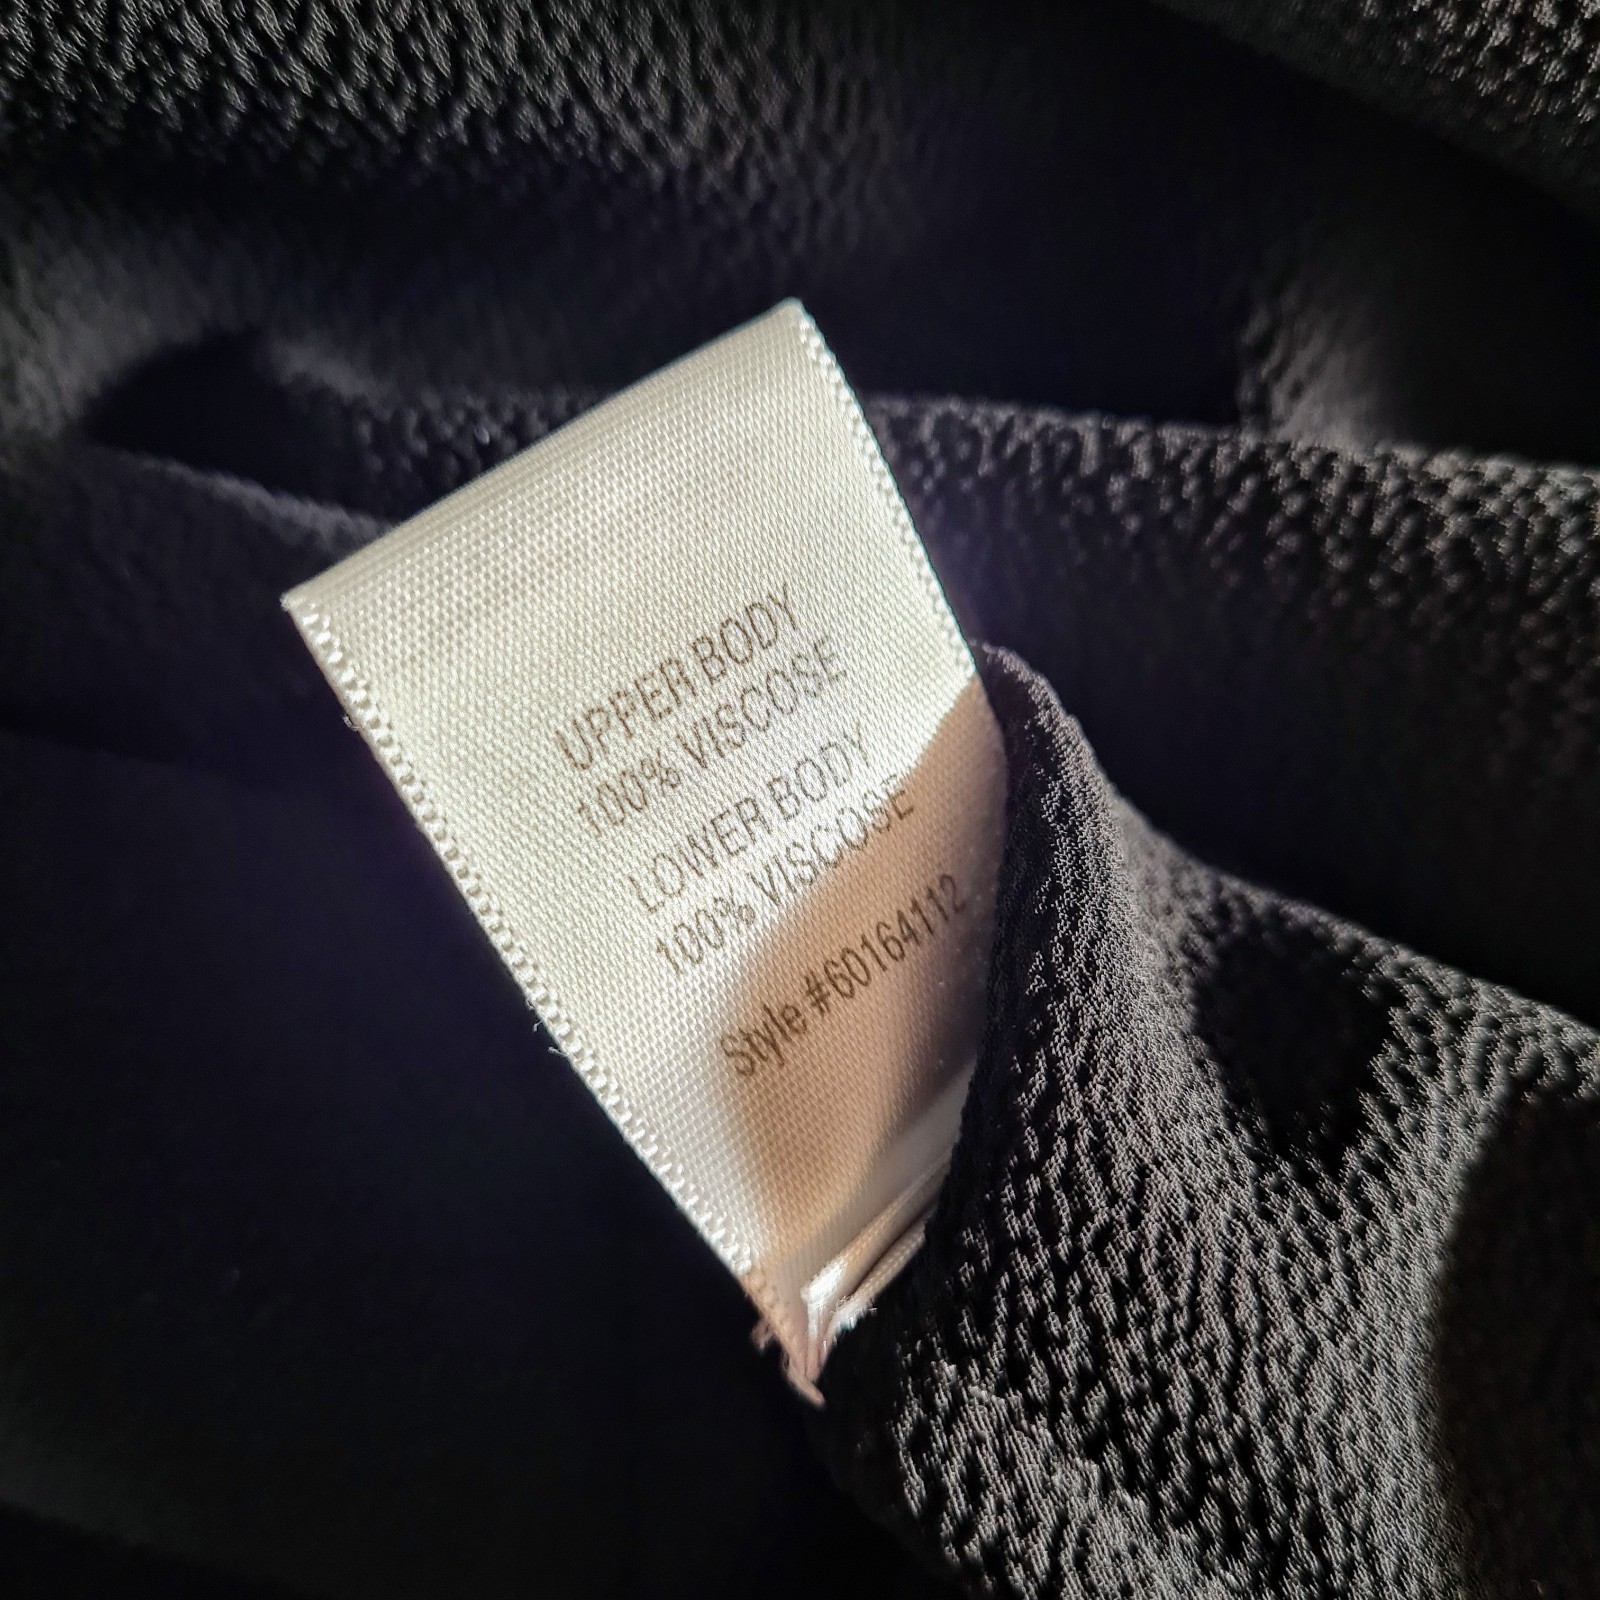 UPPER BODY
100% VISCOSE
LOWER BODY
100% VISCOSE
Style #60164112